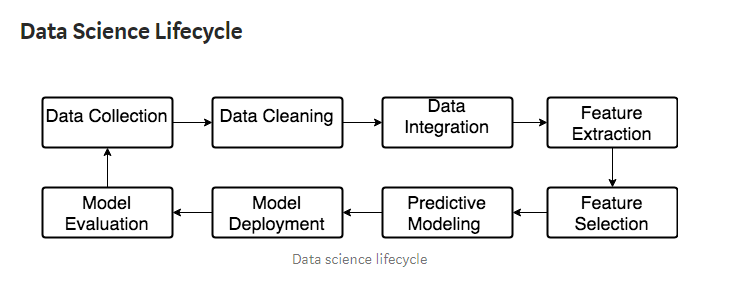 Data Science Lifecycle
Data Collection
Data Cleaning
Data
Integration
Feature
Extraction
Model
Evaluation
Model
Deployment
Predictive
Modeling
Feature
Selection
Data science lifecycle